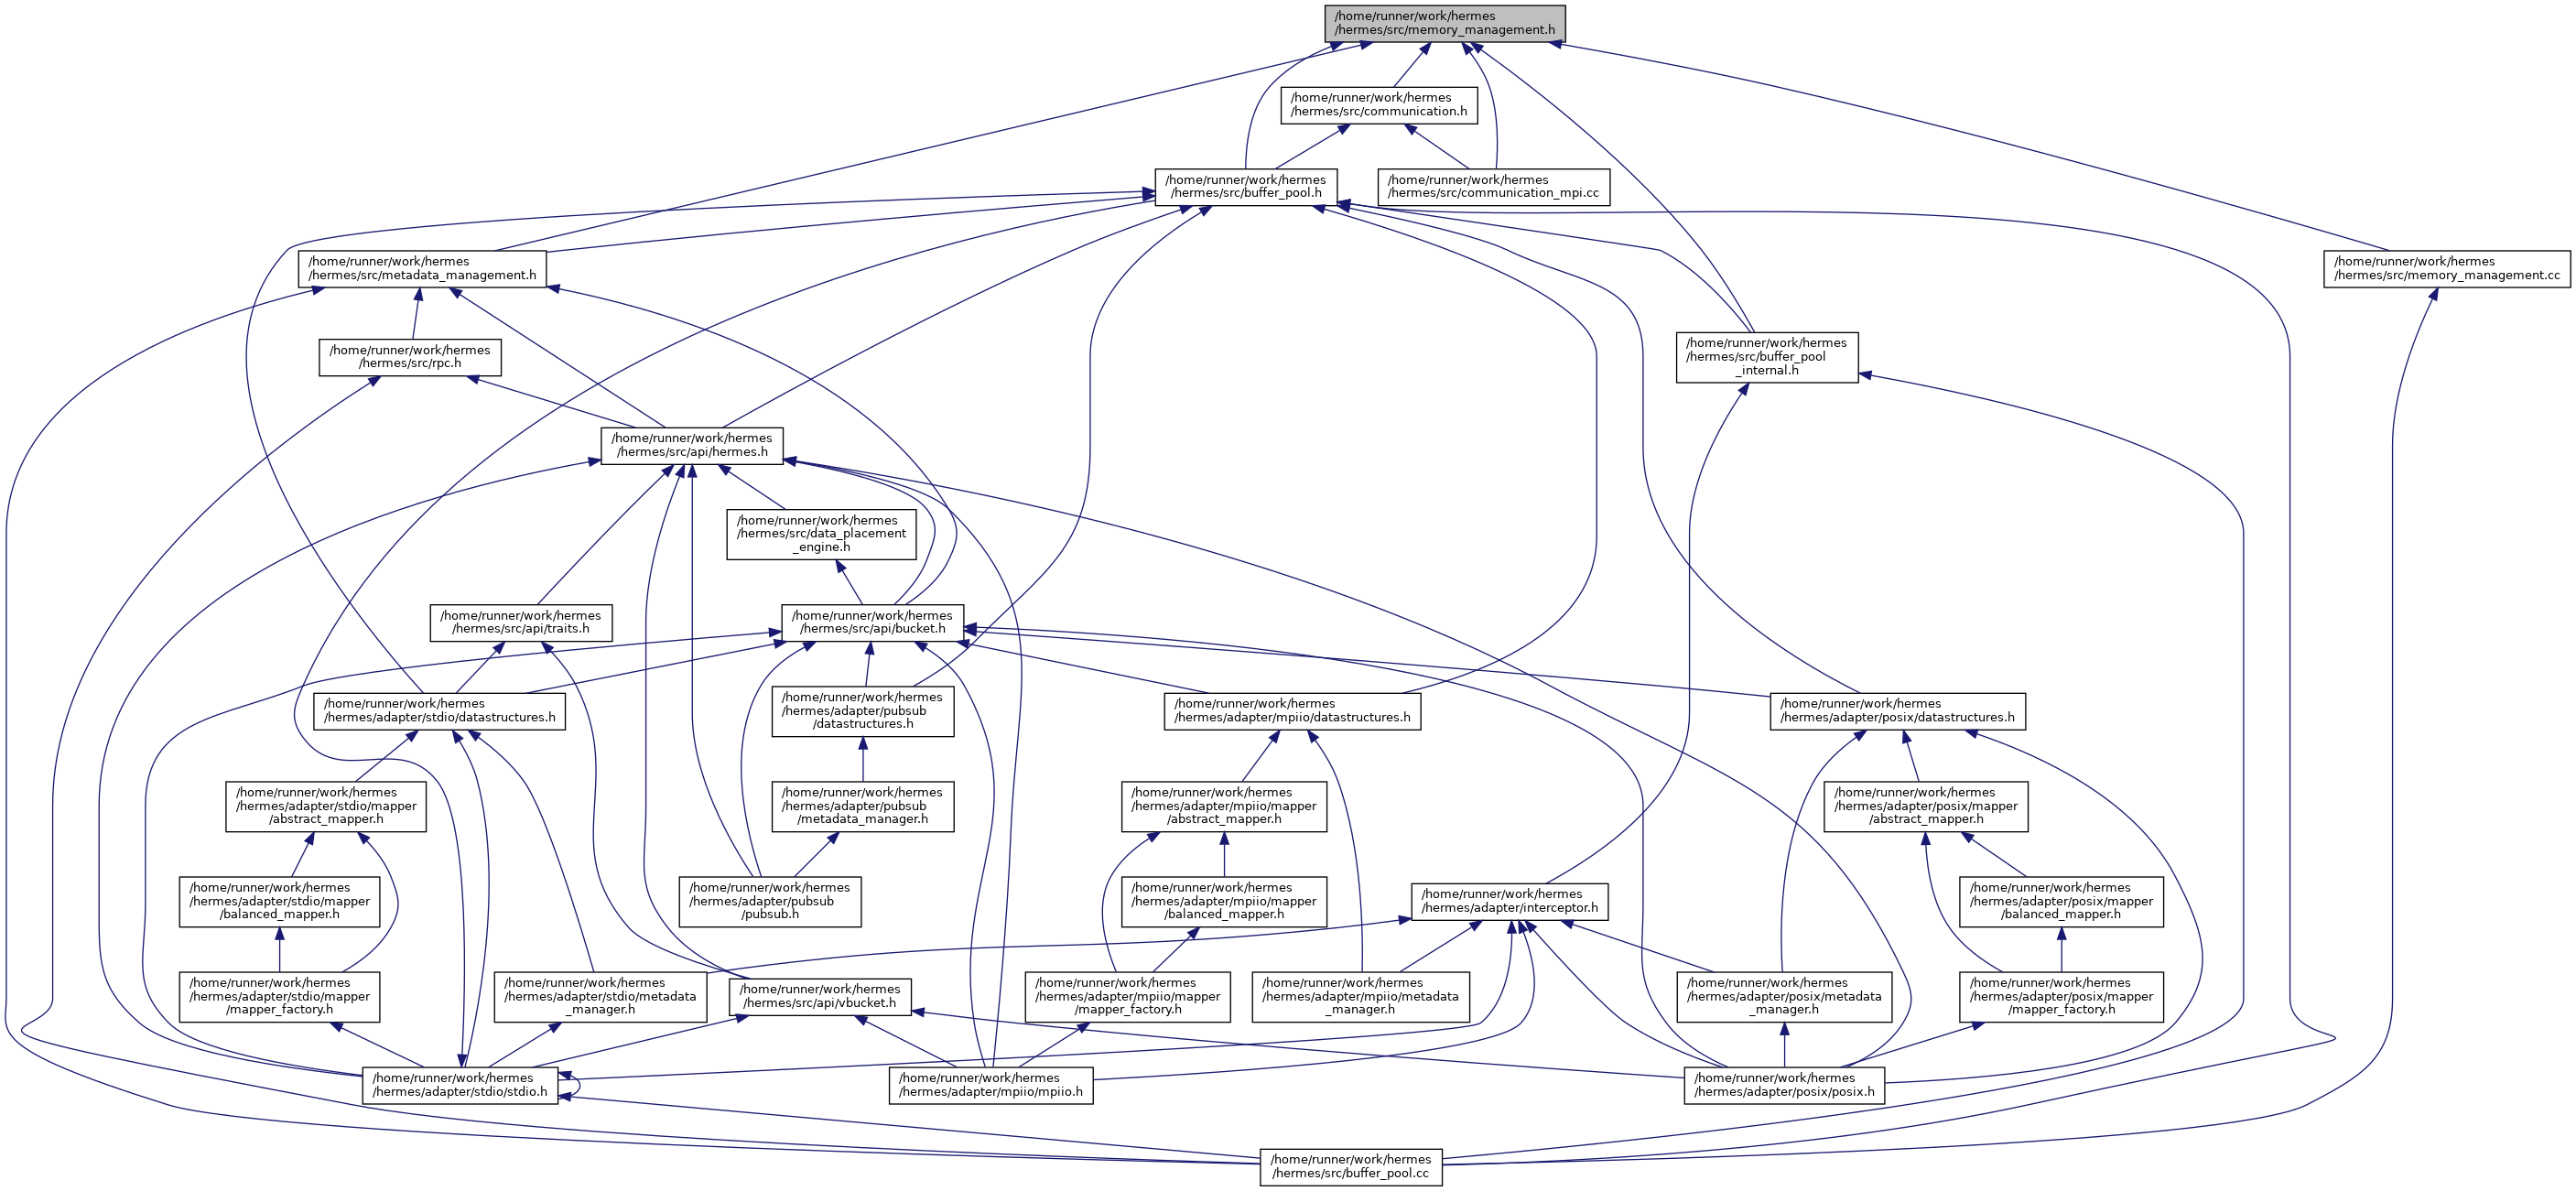 /home/runner/work/hermes
/hermes/src/memory_management.h
/home/runner/work/hermes
/hermes/src/communication.h
/home/runner/work/hermes
/hermes/src/buffer_pool.h
/home/runner/work/hermes
/hermes/src/communication_mpi.cc
/home/runner/work/hermes
/hermes/src/metadata_management.h
/home/runner/work/hermes
/hermes/src/memory_management.cc
/home/runner/work/hermes
/hermes/src/rpc.h
/home/runner/work/hermes
/hermes/src/buffer_pool
_internal.h
/home/runner/work/hermes
/hermes/src/api/hermes.h
/home/runner/work/hermes
/hermes/src/data_placement
_engine.h
/home/runner/work/hermes
/hermes/src/api/traits.h
/home/runner/work/hermes
/hermes/src/api/bucket.h
/home/runner/work/hermes
/hermes/adapter/stdio/datastructures.h
/home/runner/work/hermes
/hermes/adapter/pubsub
/datastructures.h
/home/runner/work/hermes
/hermes/adapter/mpiio/datastructures.h
/home/runner/work/hermes
/hermes/adapter/posix/datastructures.h
/home/runner/work/hermes
/hermes/adapter/stdio/mapper
/abstract_mapper.h
/home/runner/work/hermes
/hermes/adapter/pubsub
/metadata_manager.h
/home/runner/work/hermes
/hermes/adapter/mpiio/mapper
/abstract_mapper.h
/home/runner/work/hermes
/hermes/adapter/posix/mapper
/abstract_mapper.h
/home/runner/work/hermes
/hermes/adapter/stdio/mapper
/balanced_mapper.h
/home/runner/work/hermes
/hermes/adapter/pubsub
/pubsub.h
/home/runner/work/hermes
/hermes/adapter/mpiio/mapper
/balanced_mapper.h
/home/runner/work/hermes
/hermes/adapter/interceptor.h
/home/runner/work/hermes
/hermes/adapter/posix/mapper
/balanced_mapper.h
/home/runner/work/hermes
/hermes/adapter/stdio/mapper
/mapper_factory.h
/home/runner/work/hermes
/hermes/adapter/stdio/metadata
_manager.h
/home/runner/work/hermes
/hermes/src/api/vbucket.h
/home/runner/work/hermes
/hermes/adapter/mpiio/mapper
/mapper_factory.h
/home/runner/work/hermes
/hermes/adapter/mpiio/metadata
_manager.h
/home/runner/work/hermes
/hermes/adapter/posix/metadata
_manager.h
/home/runner/work/hermes
/hermes/adapter/posix/mapper
/mapper_factory.h
/home/runner/work/hermes
/hermes/adapter/stdio/stdio.h
/home/runner/work/hermes
/hermes/adapter/mpiio/mpiio.h
/home/runner/work/hermes
/hermes/adapter/posix/posix.h
/home/runner/work/hermes
/hermes/src/buffer_pool.cc